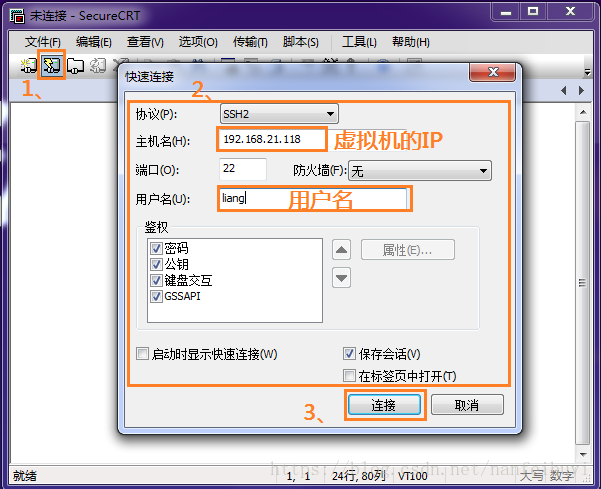 未连接 - SecureCRT
文件(F) 编辑(E) 查看(V) 选项(O) 传输(T) 脚本(S) 工具(L) 帮助(H)
1、
快速连接
2、
协议(P): SSH2
主机名(H): 192.168.21.118 虚拟机的IP
端口(O): 22 防火墙(F): 无
用户名(U): liang 用户名
鉴权
密码
公钥
键盘交互
GSSAPI
属性(E)...
启动时显示快速连接(W) 保存会话(V)
在标签页中打开(T)
3、 连接 取消
https://blog.csdn.net/nanfeibuyi
就绪 1, 1 24行, 80列 VT100 大写 数字